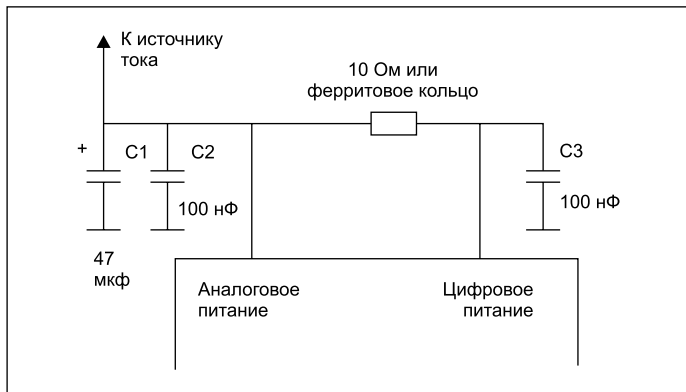 К источнику
тока
10 Ом или
ферритовое кольцо
+
C1
C2
C3
100 нФ
100 нФ
47
мкф
Аналоговое
питание
Цифровое
питание